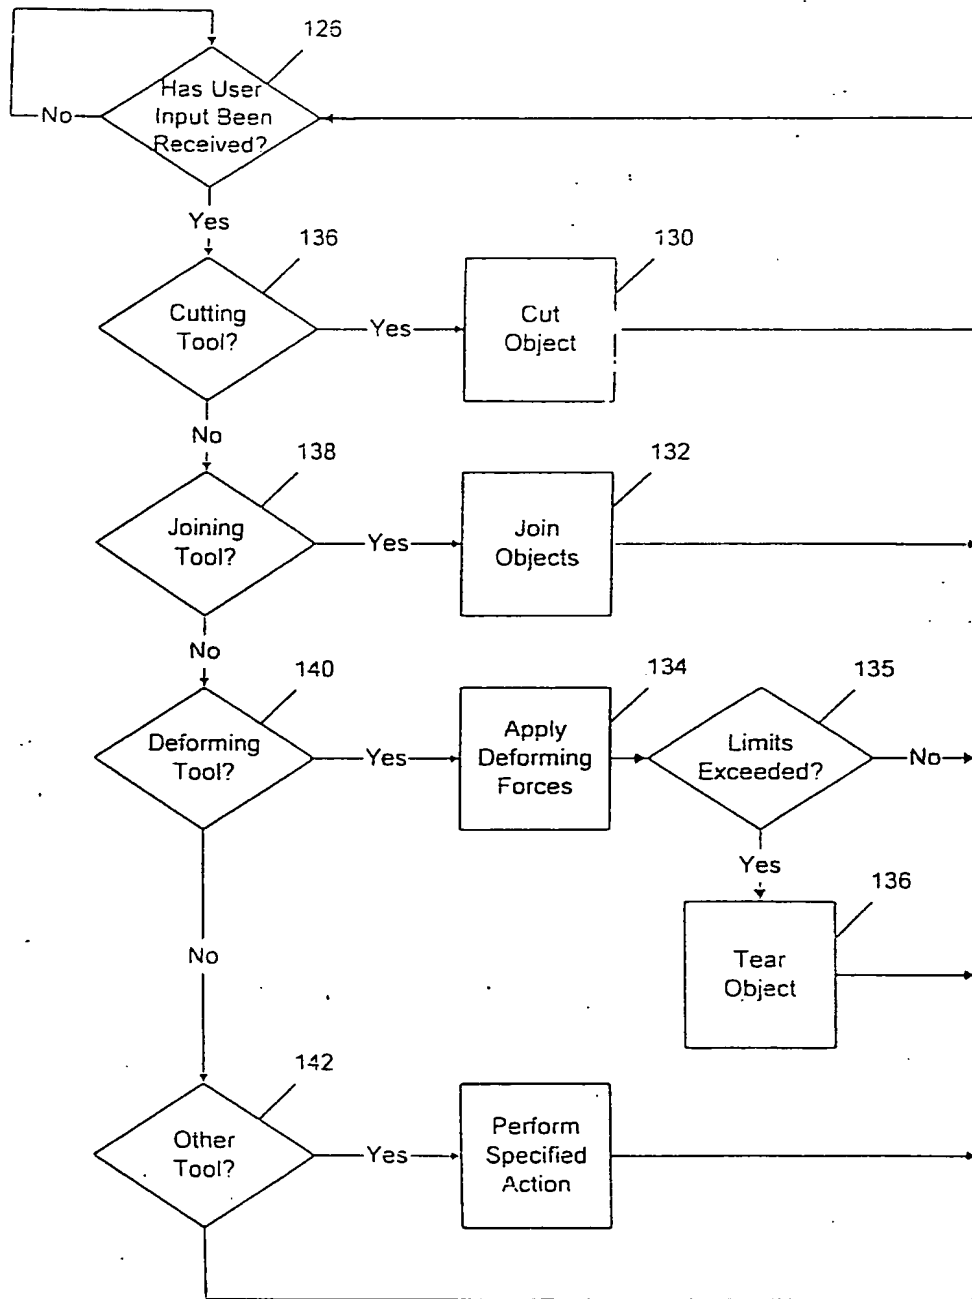 126
Has User
Input Been
Received?
No
Yes
136
Cutting
Tool?
Yes
130
Cut
Object
No
138
Joining
Tool?
Yes
132
Join
Objects
No
140
Deforming
Tool?
Yes
134
Apply
Deforming
Forces
135
Limits
Exceeded?
No
Yes
136
Tear
Object
No
142
Other
Tool?
Yes
Perform
Specified
Action